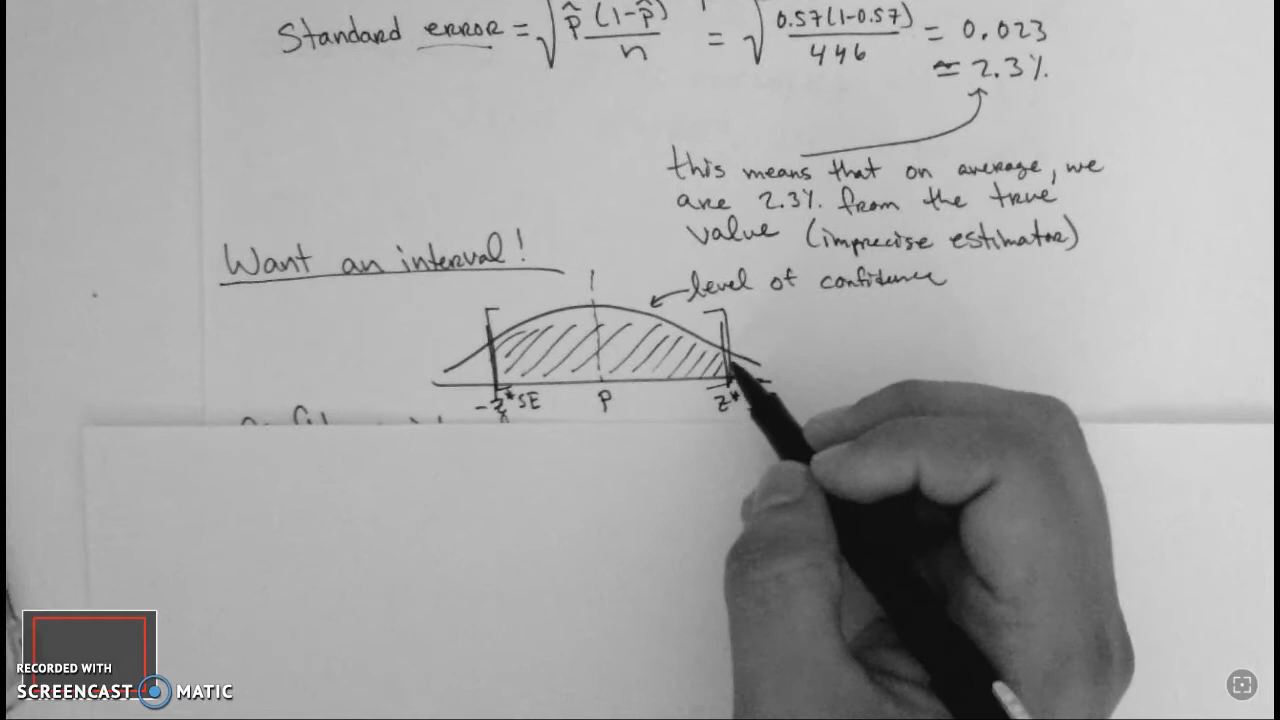 Standard error = √ p̂ (1-p̂) / n = √ 0.57(1-0.57) / 446 = 0.023
≃ 2.3%
this means that on average, we
are 2.3% from the true
value (imprecise estimator)
Want an interval!
level of confidence
-z* SE P z*
RECORDED WITH
SCREENCAST MATIC